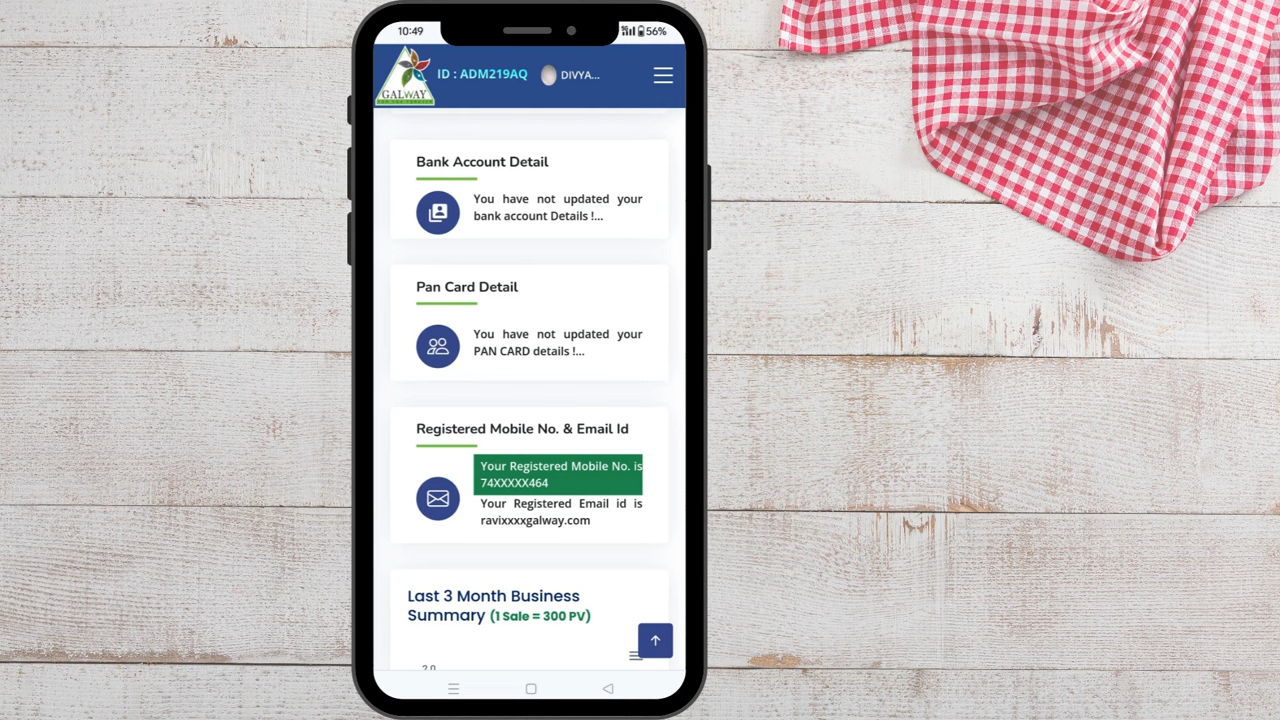 10:49
56%
GALWAY
ID : ADM219AQ
DIVYA...
Bank Account Detail
You have not updated your
bank account Details !...
Pan Card Detail
You have not updated your
PAN CARD details !...
Registered Mobile No. & Email Id
Your Registered Mobile No. is
74XXXXX464
Your Registered Email id is
ravixxxxgalway.com
Last 3 Month Business
Summary (1 Sale = 300 PV)
2.0